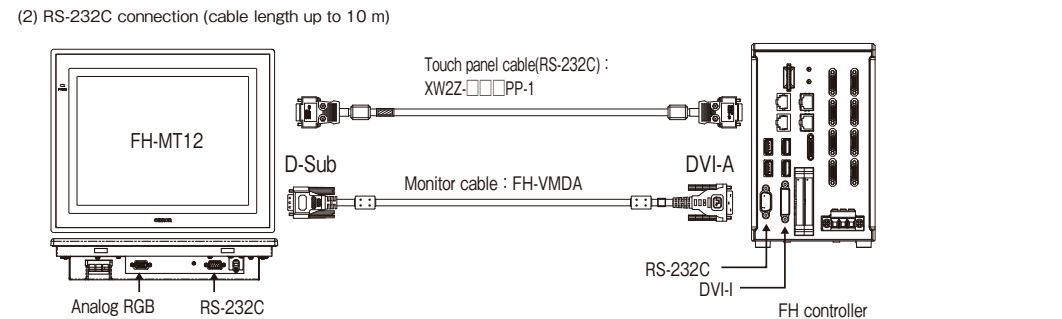 (2) RS-232C connection (cable length up to 10 m)
Touch panel cable(RS-232C) :
XW2Z-□□□PP-1
FH-MT12
D-Sub
DVI-A
Monitor cable : FH-VMDA
OMRON
RS-232C
DVI-I
Analog RGB
RS-232C
FH controller